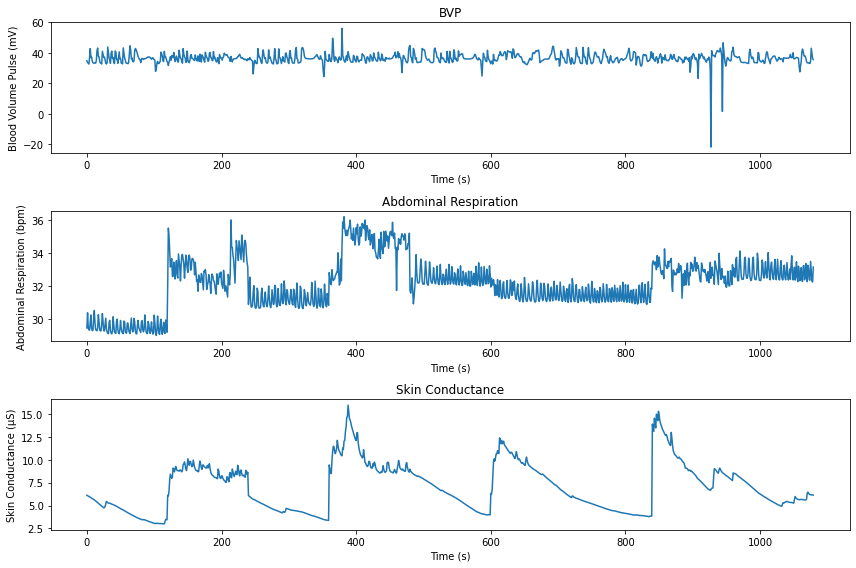 BVP
Blood Volume Pulse (mV)
60
40
20
0
−20
0 200 400 600 800 1000
Time (s)
Abdominal Respiration
Abdominal Respiration (bpm)
36
34
32
30
0 200 400 600 800 1000
Time (s)
Skin Conductance
Skin Conductance (μS)
15.0
12.5
10.0
7.5
5.0
2.5
0 200 400 600 800 1000
Time (s)